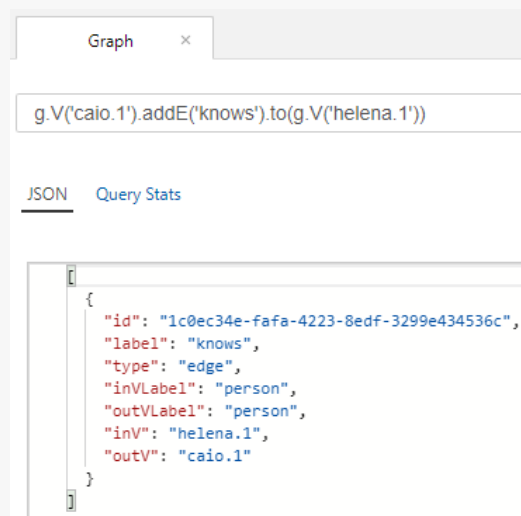 Graph ×
g.V('caio.1').addE('knows').to(g.V('helena.1'))
JSON Query Stats
[
{
"id": "1c0ec34e-fafa-4223-8edf-3299e434536c",
"label": "knows",
"type": "edge",
"inVLabel": "person",
"outVLabel": "person",
"inV": "helena.1",
"outV": "caio.1"
}
]